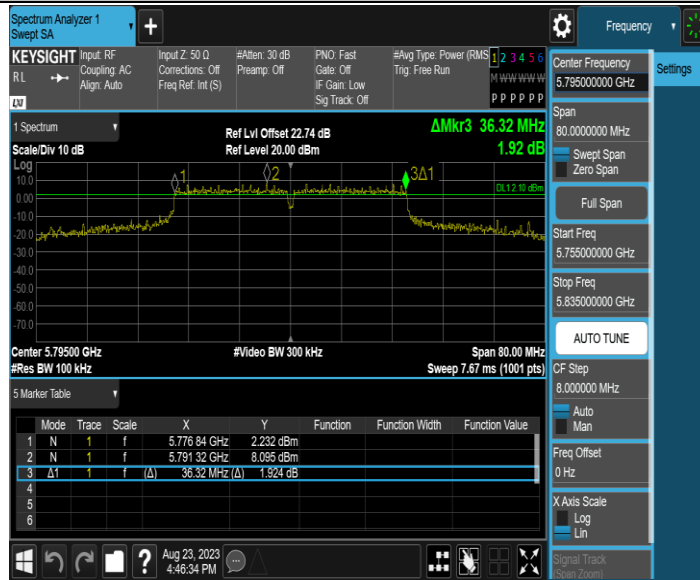 Spectrum Analyzer 1
Swept SA
+
Frequency
KEYSIGHT
RL
LXI
Input: RF
Coupling: AC
Align: Auto
Input Z: 50 Ω
Corrections: Off
Freq Ref: Int (S)
#Atten: 30 dB
Preamp: Off
PNO: Fast
Gate: Off
IF Gain: Low
Sig Track: Off
#Avg Type: Power (RMS
Trig: Free Run
1 2 3 4 5 6
M W W W W W
P P P P P P
Settings
1 Spectrum
Scale/Div 10 dB
Log
Ref Lvl Offset 22.74 dB
Ref Level 20.00 dBm
ΔMkr3 36.32 MHz
1.92 dB
10.0
0.00
-10.0
-20.0
-30.0
-40.0
-50.0
-60.0
-70.0
1
2
3Δ1
DL1 2.10 dBm
Center 5.79500 GHz
#Res BW 100 kHz
#Video BW 300 kHz
Span 80.00 MHz
Sweep 7.67 ms (1001 pts)
5 Marker Table
Mode Trace Scale X Y Function Function Width Function Value
1 N 1 f 5.776 84 GHz 2.232 dBm
2 N 1 f 5.791 32 GHz 8.095 dBm
3 Δ1 1 f (Δ) 36.32 MHz (Δ) 1.924 dB
4
5
6
Center Frequency
5.795000000 GHz
Span
80.0000000 MHz
Swept Span
Zero Span
Full Span
Start Freq
5.755000000 GHz
Stop Freq
5.835000000 GHz
AUTO TUNE
CF Step
8.000000 MHz
Auto
Man
Freq Offset
0 Hz
X Axis Scale
Log
Lin
Signal Track
(Span Zoom)
?
Aug 23, 2023
4:46:34 PM